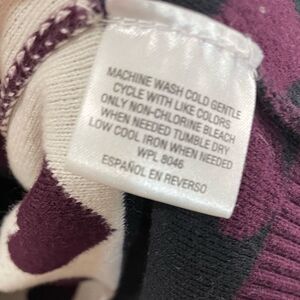 MACHINE WASH COLD GENTLE
CYCLE WITH LIKE COLORS
ONLY NON-CHLORINE BLEACH
WHEN NEEDED TUMBLE DRY
LOW COOL IRON WHEN NEEDED
WPL 8046
ESPAÑOL EN REVERSO